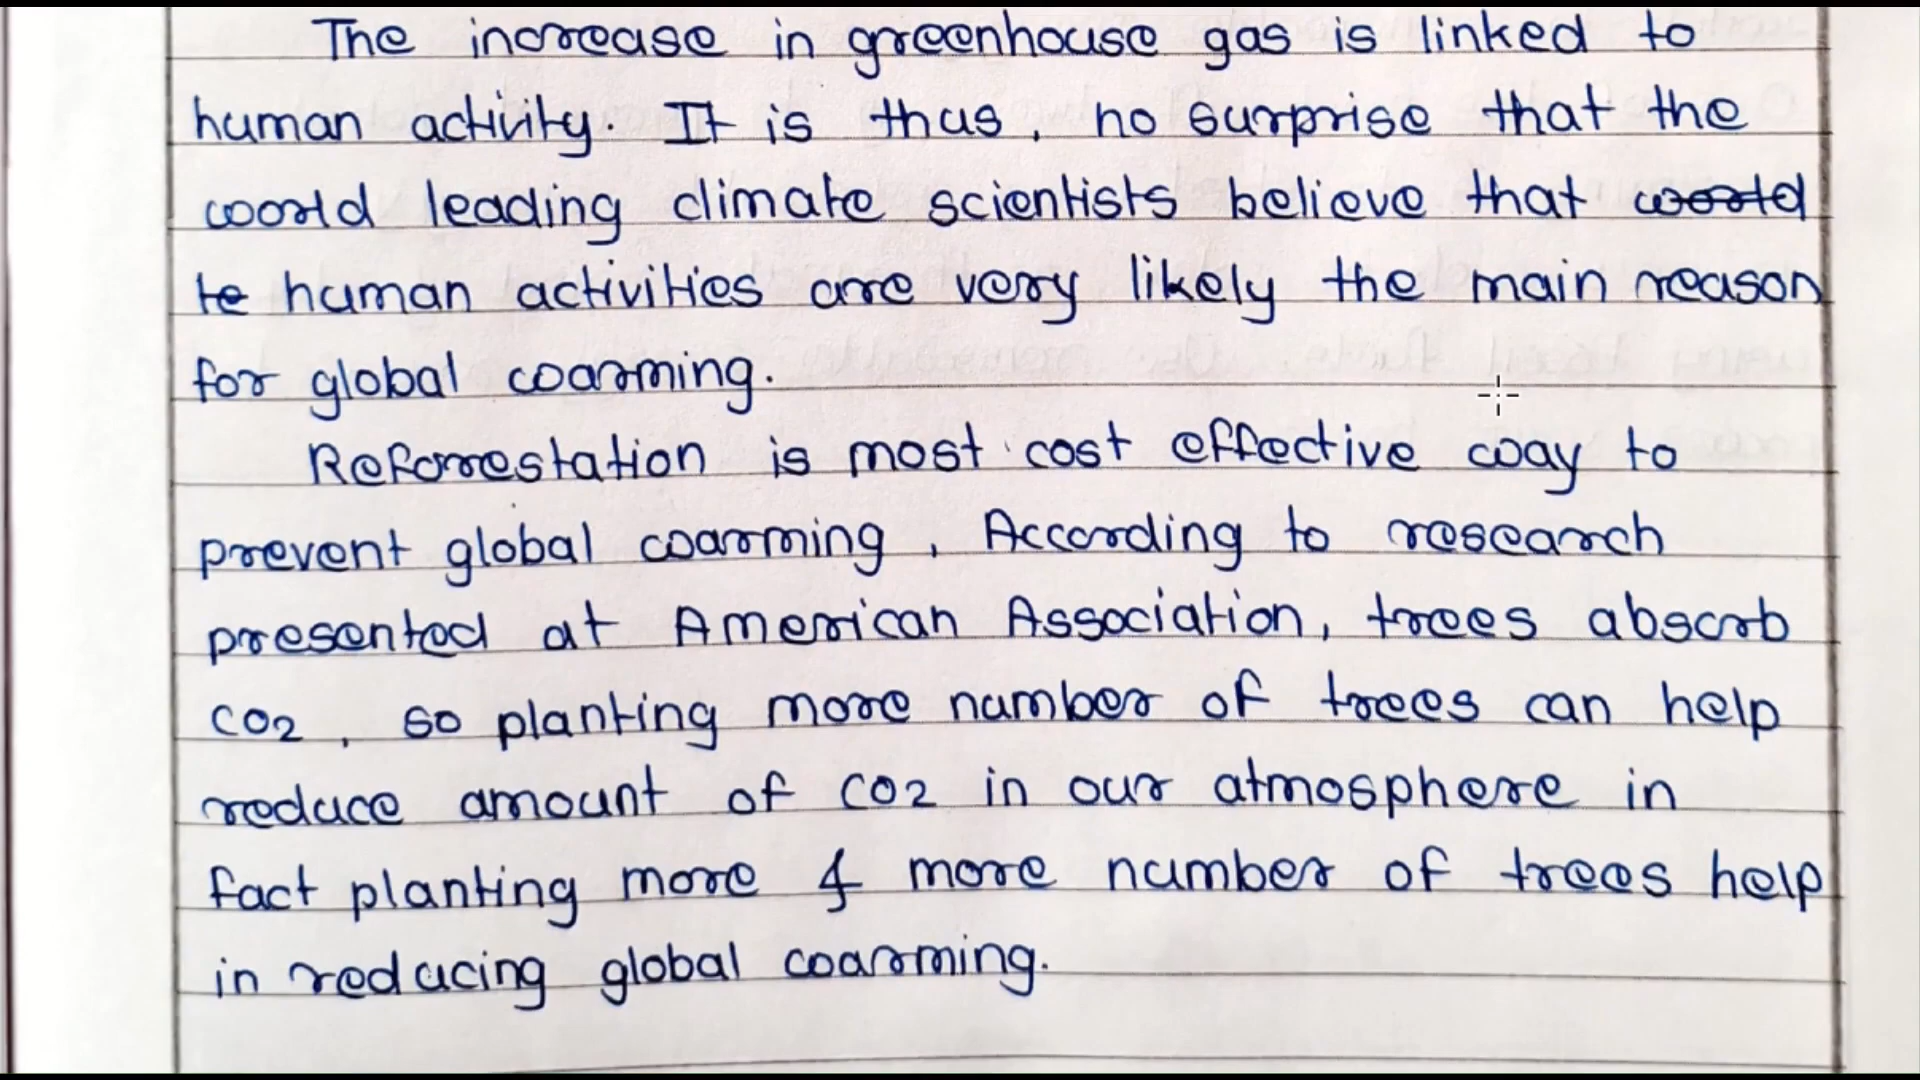 The increase in greenhouse gas is linked to
human activity. It is thus, no surprise that the
world leading climate scientists believe that world
te human activities are very likely the main reason
for global warming.
Reforrestation is most cost effective way to
prevent global warming, According to research
presented at American Association, trees absorb
CO2, so planting more number of trees can help
reduce amount of CO2 in our atmosphere in
fact planting more & more number of trees help
in reducing global warming.